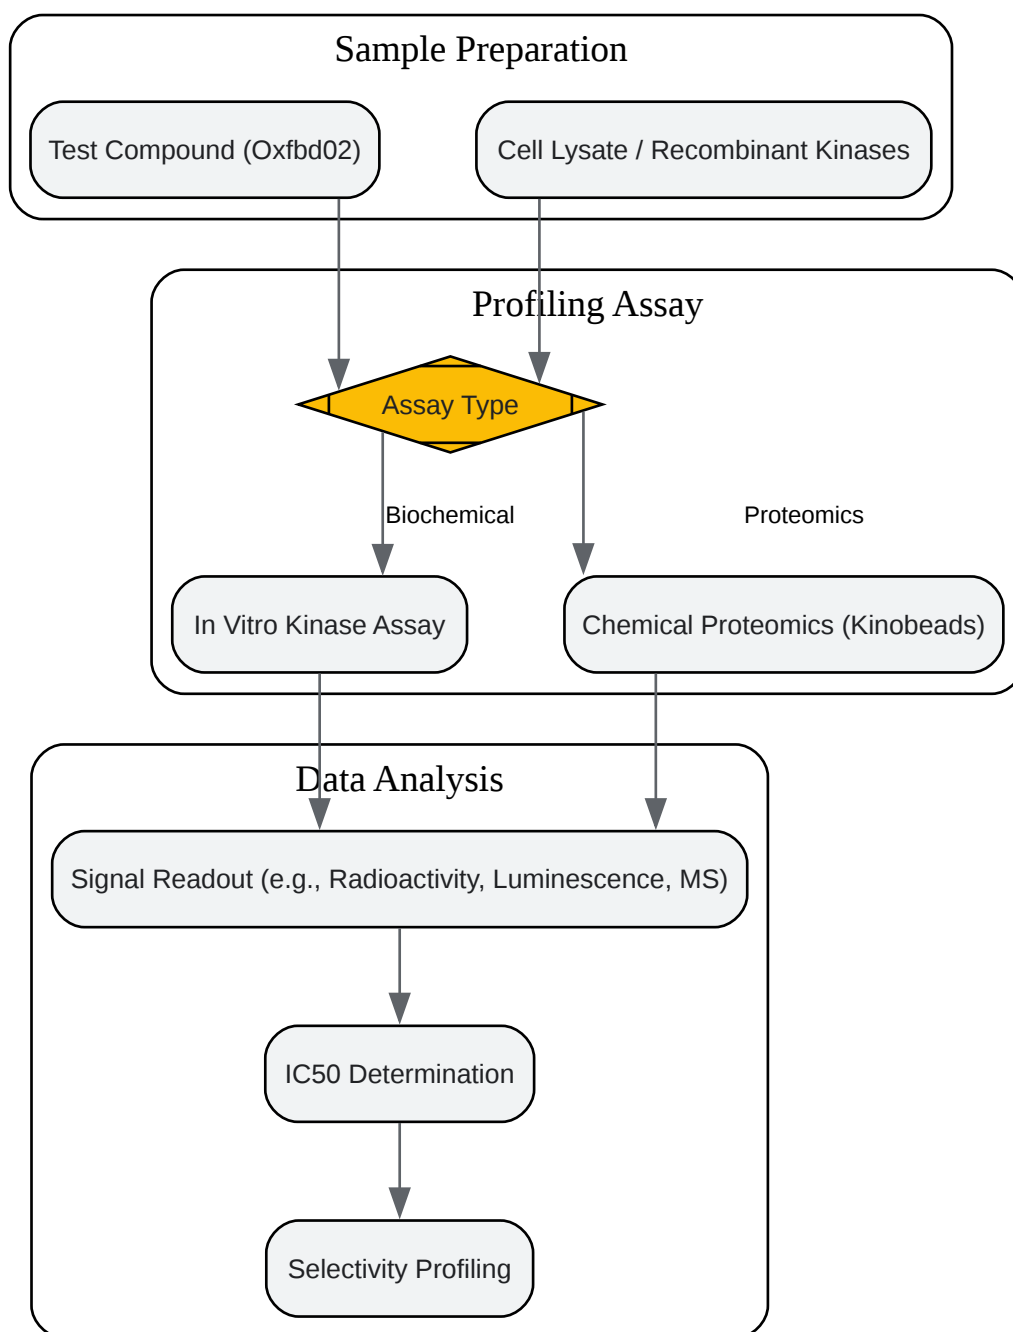 Sample Preparation
Test Compound (Oxfbd02)
Cell Lysate / Recombinant Kinases
Profiling Assay
Assay Type
Biochemical
Proteomics
In Vitro Kinase Assay
Chemical Proteomics (Kinobeads)
Data Analysis
Signal Readout (e.g., Radioactivity, Luminescence, MS)
IC50 Determination
Selectivity Profiling